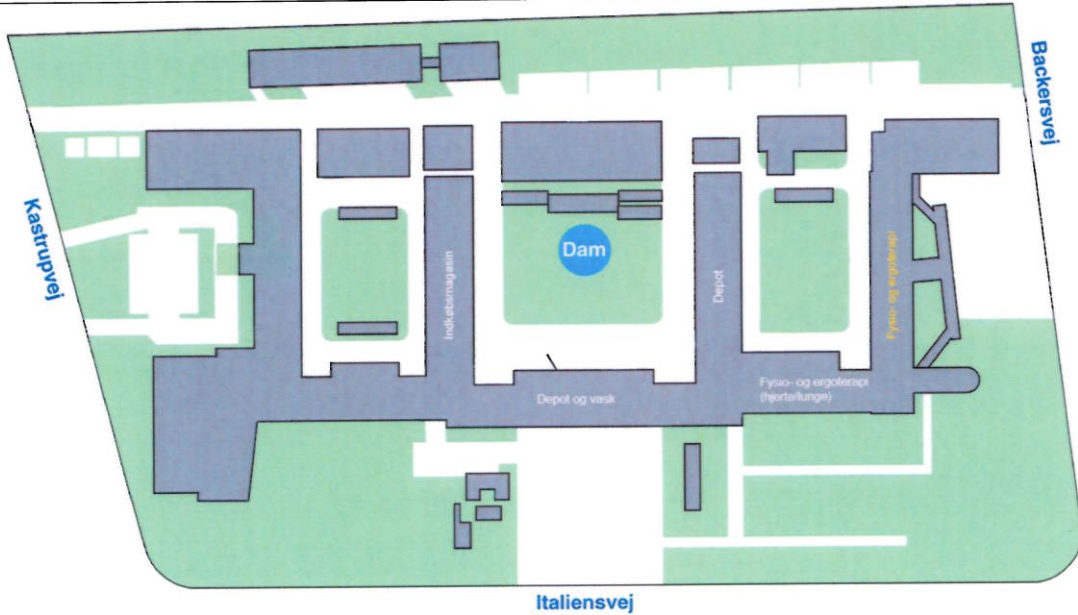 Backersvej
Kastrupvej
Dam
Indkøbsmagasin
Depot
Fysio- og ergoterapi
Depot og vask
Fysio- og ergoterapi
(hjerte/lunge)
Italiensvej